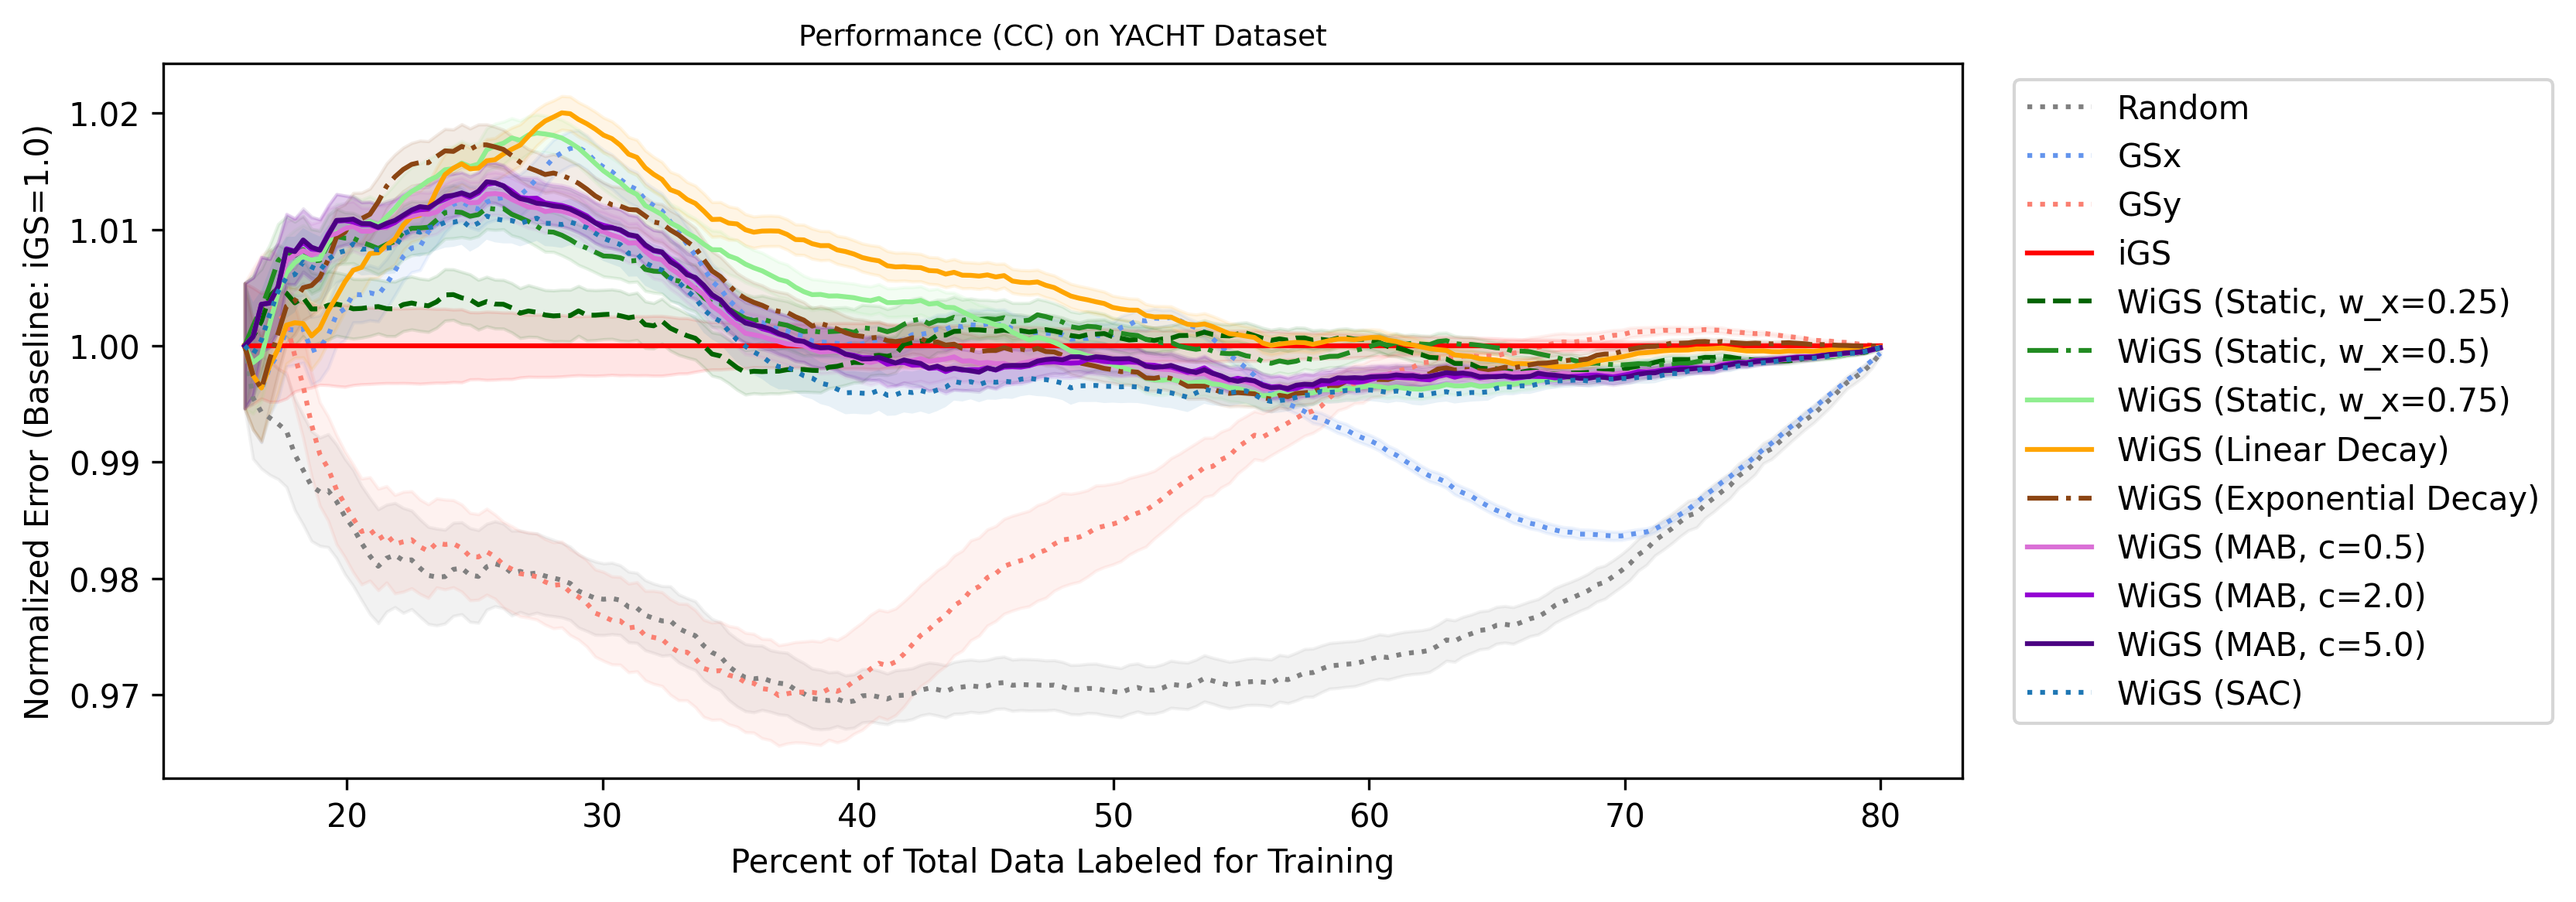 Performance (CC) on YACHT Dataset
Normalized Error (Baseline: iGS=1.0)
1.02
1.01
1.00
0.99
0.98
0.97
20 30 40 50 60 70 80
Percent of Total Data Labeled for Training
Random
GSx
GSy
iGS
WiGS (Static, w_x=0.25)
WiGS (Static, w_x=0.5)
WiGS (Static, w_x=0.75)
WiGS (Linear Decay)
WiGS (Exponential Decay)
WiGS (MAB, c=0.5)
WiGS (MAB, c=2.0)
WiGS (MAB, c=5.0)
WiGS (SAC)